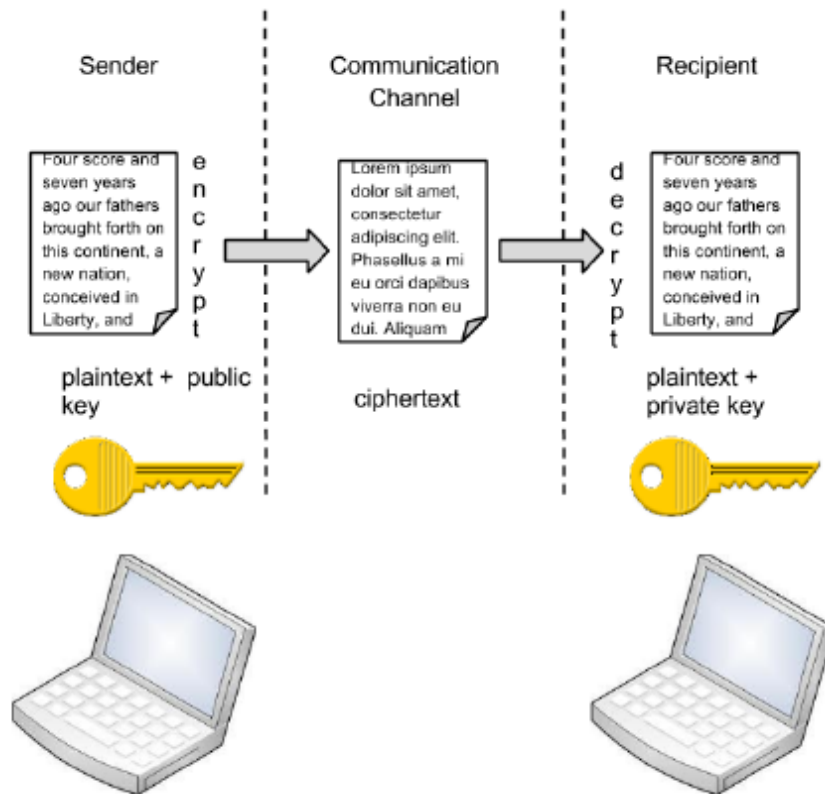 Sender
Communication
Channel
Recipient
Four score and
seven years
ago our fathers
brought forth on
this continent, a
new nation,
conceived in
Liberty, and
encrypt
Lorem ipsum
dolor sit amet,
consectetur
adipiscing elit.
Phasellus a mi
eu orci dapibus
viverra non eu
dui. Aliquam
decrypt
Four score and
seven years
ago our fathers
brought forth on
this continent, a
new nation,
conceived in
Liberty, and
plaintext + public
key
ciphertext
plaintext +
private key